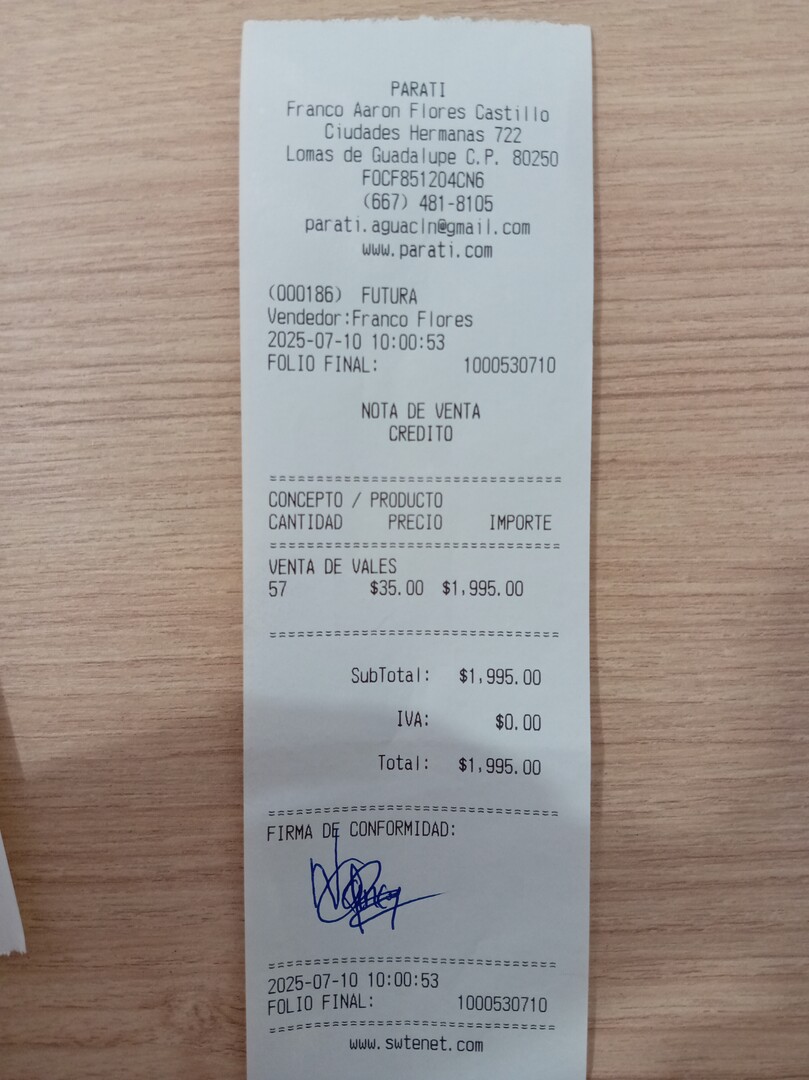 PARATI
Franco Aaron Flores Castillo
Ciudades Hermanas 722
Lomas de Guadalupe C.P. 80250
FOCF851204CN6
(667) 481-8105
parati.aguacln@gmail.com
www.parati.com
(000186) FUTURA
Vendedor:Franco Flores
2025-07-10 10:00:53
FOLIO FINAL: 1000530710
NOTA DE VENTA
CREDITO
===============================
CONCEPTO / PRODUCTO
CANTIDAD PRECIO IMPORTE
===============================
VENTA DE VALES
57 $35.00 $1,995.00
===============================
SubTotal: $1,995.00
IVA: $0.00
Total: $1,995.00
===============================
FIRMA DE CONFORMIDAD:
===============================
2025-07-10 10:00:53
FOLIO FINAL: 1000530710
===============================
www.swtenet.com